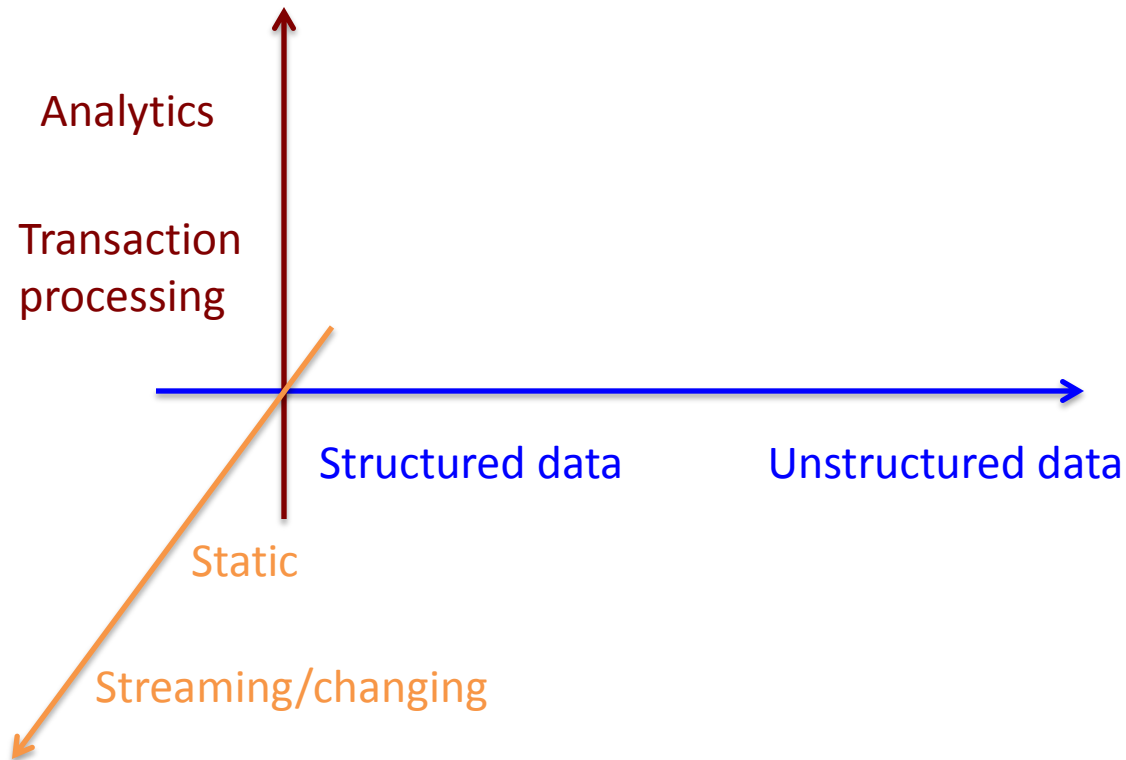 Analytics
Transaction
processing
Structured data
Unstructured data
Static
Streaming/changing